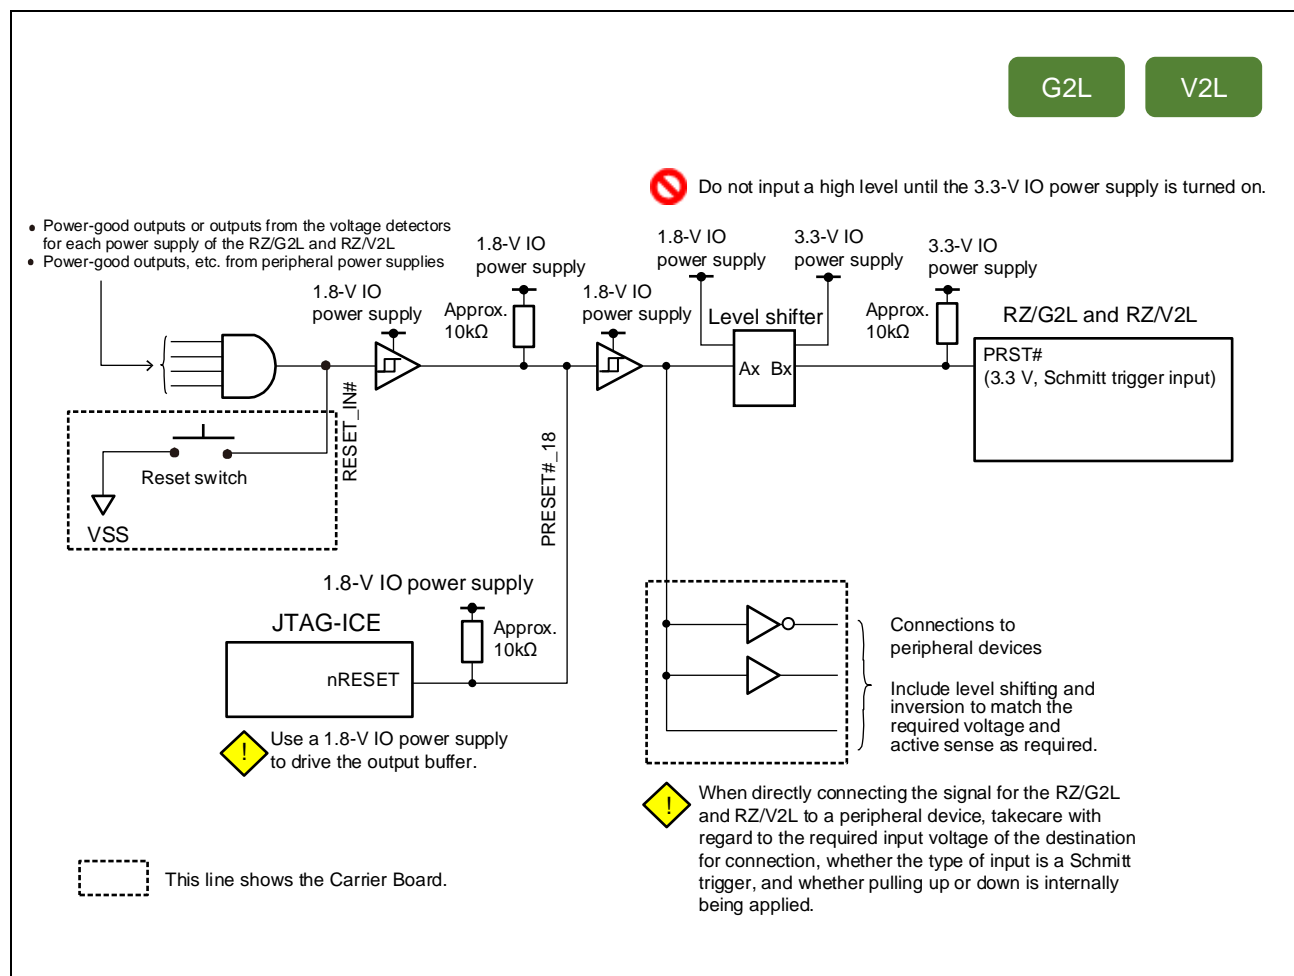 G2L
V2L
Do not input a high level until the 3.3-V IO power supply is turned on.
• Power-good outputs or outputs from the voltage detectors
for each power supply of the RZ/G2L and RZ/V2L
• Power-good outputs, etc. from peripheral power supplies
1.8-V IO
power supply
Approx.
10kΩ
1.8-V IO
power supply
1.8-V IO
power supply
1.8-V IO
power supply
3.3-V IO
power supply
3.3-V IO
power supply
Approx.
10kΩ
Level shifter
Ax Bx
RZ/G2L and RZ/V2L
PRST#
(3.3 V, Schmitt trigger input)
RESET_IN#
Reset switch
VSS
PRESET#_18
1.8-V IO power supply
JTAG-ICE
nRESET
Approx.
10kΩ
! Use a 1.8-V IO power supply
to drive the output buffer.
Connections to
peripheral devices
Include level shifting and
inversion to match the
required voltage and
active sense as required.
! When directly connecting the signal for the RZ/G2L
and RZ/V2L to a peripheral device, takecare with
regard to the required input voltage of the destination
for connection, whether the type of input is a Schmitt
trigger, and whether pulling up or down is internally
being applied.
This line shows the Carrier Board.